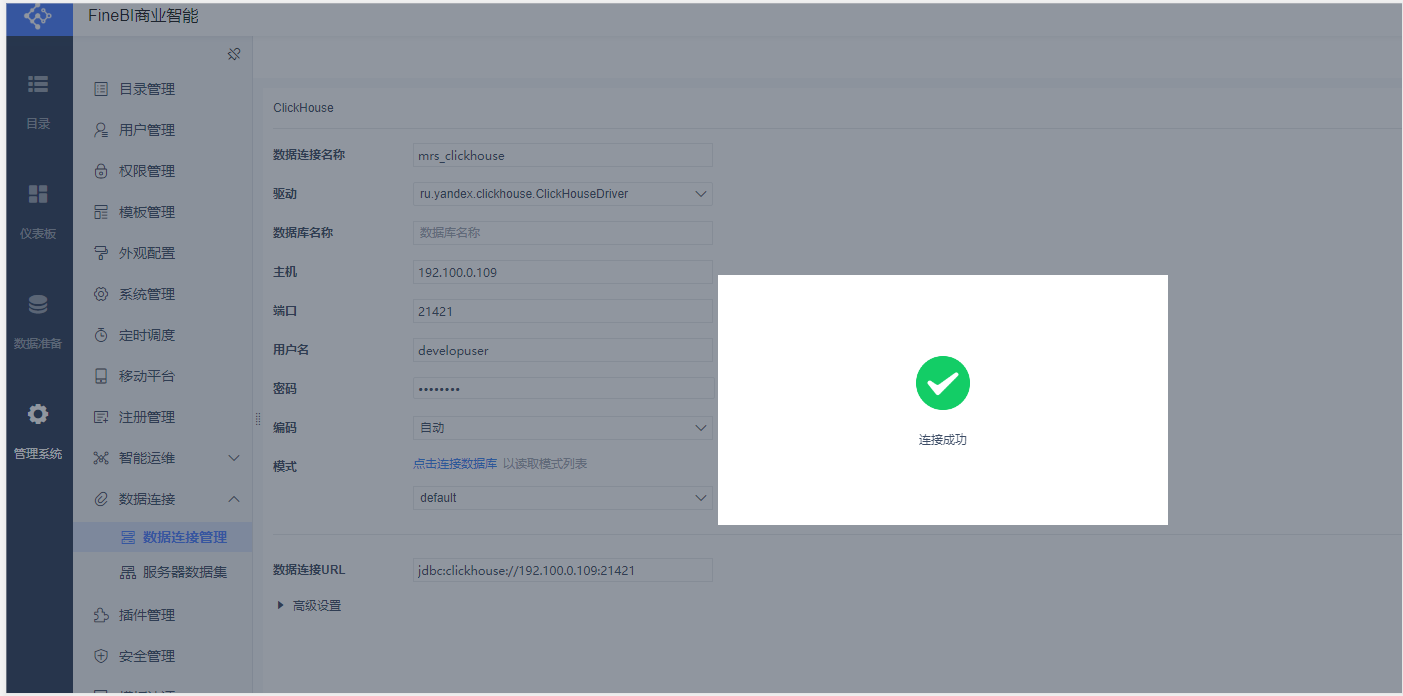 FineBI商业智能
目录
仪表板
数据准备
管理系统
目录管理
用户管理
权限管理
模板管理
外观配置
系统管理
定时调度
移动平台
注册管理
智能运维
数据连接
数据连接管理
服务器数据集
插件管理
安全管理
ClickHouse
数据连接名称 mrs_clickhouse
驱动 ru.yandex.clickhouse.ClickHouseDriver
数据库名称 数据库名称
主机 192.100.0.109
端口 21421
用户名 developuser
密码 ••••••••
编码 自动
模式 点击连接数据库 以读取模式列表
default
数据连接URL jdbc:clickhouse://192.100.0.109:21421
高级设置
连接成功